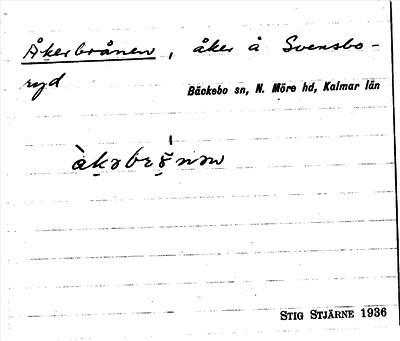 Åkerbrånen, åker å Svensbo-
ryd
Bäckebo sn, N. Möre hd, Kalmar län
STIG STJÄRNE 1936